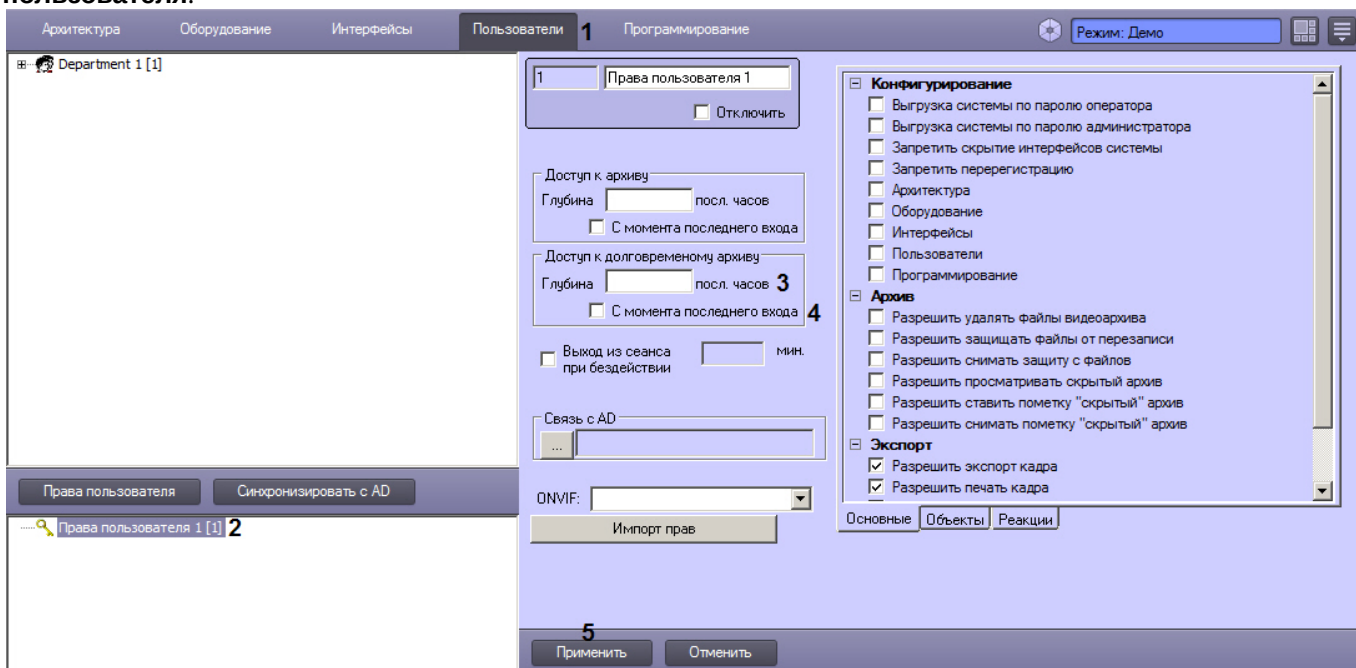 пользователя.
Архитектура Оборудование Интерфейсы Пользователи 1 Программирование Режим: Демо
Department 1 [1]
1 Права пользователя 1
Отключить
Доступ к архиву
Глубина посл. часов
С момента последнего входа
Доступ к долговременому архиву
Глубина посл. часов 3
С момента последнего входа 4
Выход из сеанса
при бездействии
мин.
Связь с AD
...
ONVIF:
Импорт прав
Конфигурирование
Выгрузка системы по паролю оператора
Выгрузка системы по паролю администратора
Запретить скрытие интерфейсов системы
Запретить перерегистрацию
Архитектура
Оборудование
Интерфейсы
Пользователи
Программирование
Архив
Разрешить удалять файлы видеоархива
Разрешить защищать файлы от перезаписи
Разрешить снимать защиту с файлов
Разрешить просматривать скрытый архив
Разрешить ставить пометку "скрытый" архив
Разрешить снимать пометку "скрытый" архив
Экспорт
Разрешить экспорт кадра
Разрешить печать кадра
Основные Объекты Реакции
Права пользователя Синхронизировать с AD
Права пользователя 1 [1] 2
5
Применить Отменить